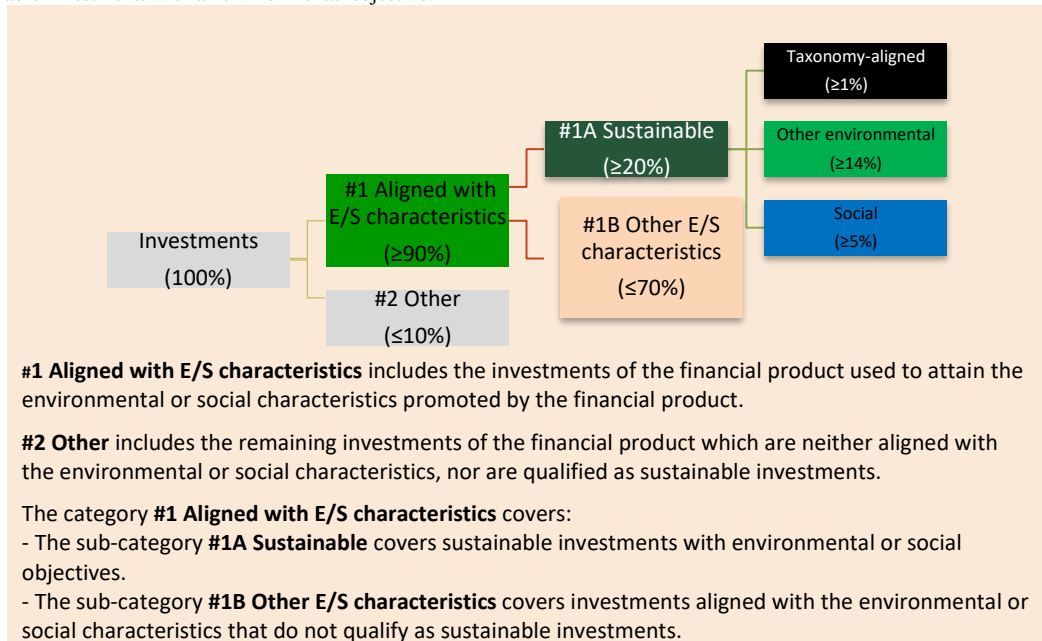 Taxonomy-aligned
(≥1%)
#1A Sustainable
(≥20%)
Other environmental
(≥14%)
#1 Aligned with
E/S characteristics
(≥90%)
#1B Other E/S
characteristics
(≤70%)
Social
(≥5%)
Investments
(100%)
#2 Other
(≤10%)
#1 Aligned with E/S characteristics includes the investments of the financial product used to attain the
environmental or social characteristics promoted by the financial product.
#2 Other includes the remaining investments of the financial product which are neither aligned with
the environmental or social characteristics, nor are qualified as sustainable investments.
The category #1 Aligned with E/S characteristics covers:
- The sub-category #1A Sustainable covers sustainable investments with environmental or social
objectives.
- The sub-category #1B Other E/S characteristics covers investments aligned with the environmental or
social characteristics that do not qualify as sustainable investments.